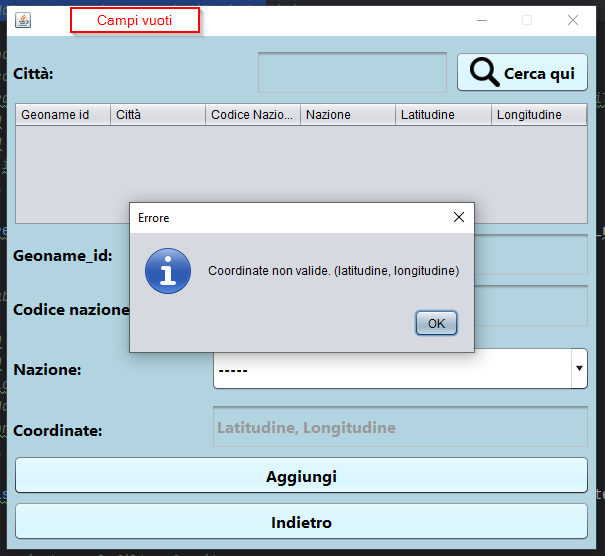 Campi vuoti
Città:
Cerca qui
Geoname id Città Codice Nazio... Nazione Latitudine Longitudine
Errore
Coordinate non valide. (latitudine, longitudine)
OK
Geoname_id:
Codice nazione
Nazione:
-----
Coordinate:
Latitudine, Longitudine
Aggiungi
Indietro